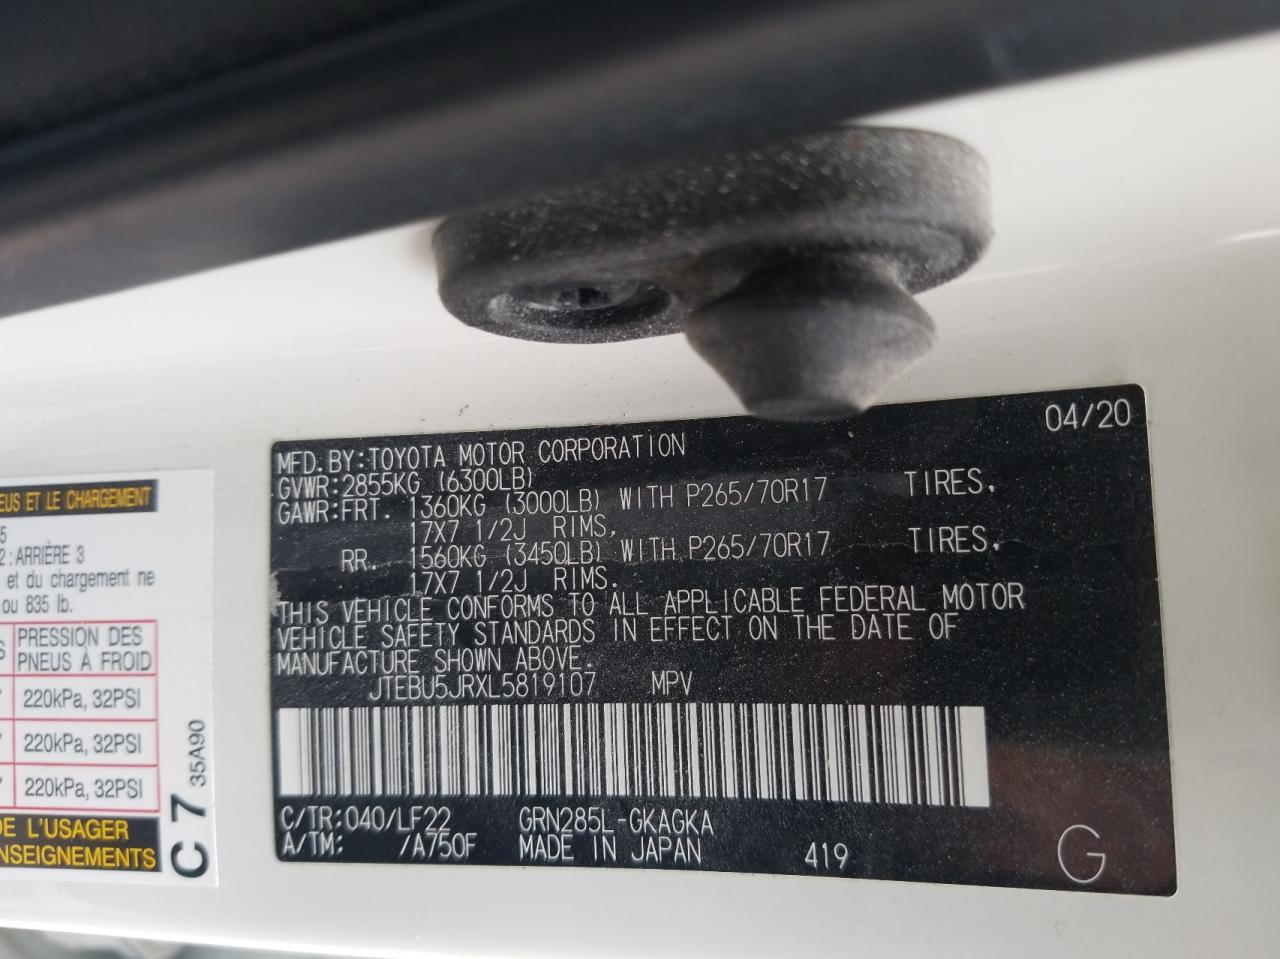 EUS ET LE CHARGEMENT
5
2:ARRIÈRE 3
et du chargement ne
ou 835 lb.
S PRESSION DES
PNEUS À FROID
220kPa, 32PSI
220kPa, 32PSI
220kPa, 32PSI
DE L'USAGER
NSEIGNEMENTS
C 7 35A90
04/20
MFD.BY:TOYOTA MOTOR CORPORATION
GVWR:2855KG (6300LB)
GAWR:FRT. 1360KG (3000LB) WITH P265/70R17 TIRES,
17X7 1/2J RIMS,
RR. 1560KG (3450LB) WITH P265/70R17 TIRES,
17X7 1/2J RIMS.
THIS VEHICLE CONFORMS TO ALL APPLICABLE FEDERAL MOTOR
VEHICLE SAFETY STANDARDS IN EFFECT ON THE DATE OF
MANUFACTURE SHOWN ABOVE.
JTEBU5JRXL5819107 MPV
C/TR:040/LF22 GRN285L-GKAGKA
A/TM: /A750F MADE IN JAPAN 419
G